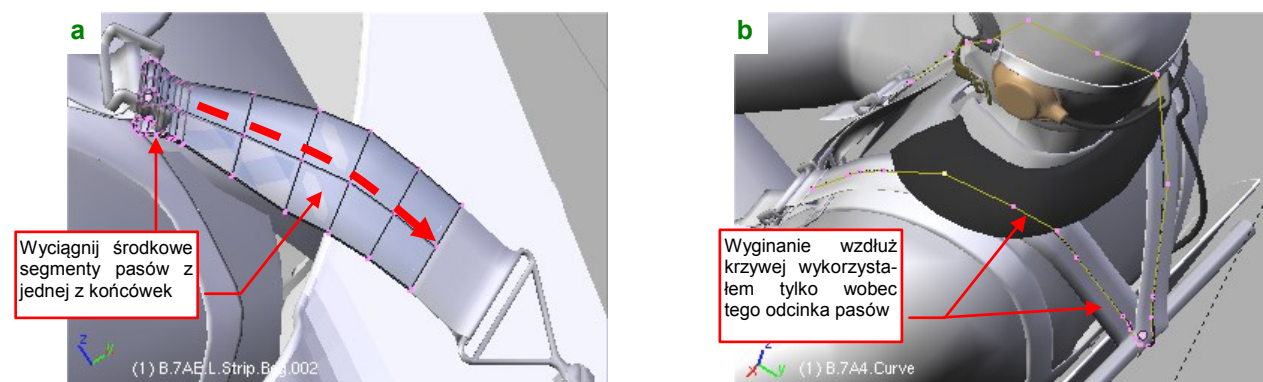 a
Wyciągnij środkowe
segmenty pasów z
jednej z końcówek
z
y
(1) B.7AE.L.Strip.Beg.002
b
Wyginanie wzdłuż
krzywej wykorzysta-
łem tylko wobec
tego odcinka pasów
z
x
y
(1) B.7A4.Curve